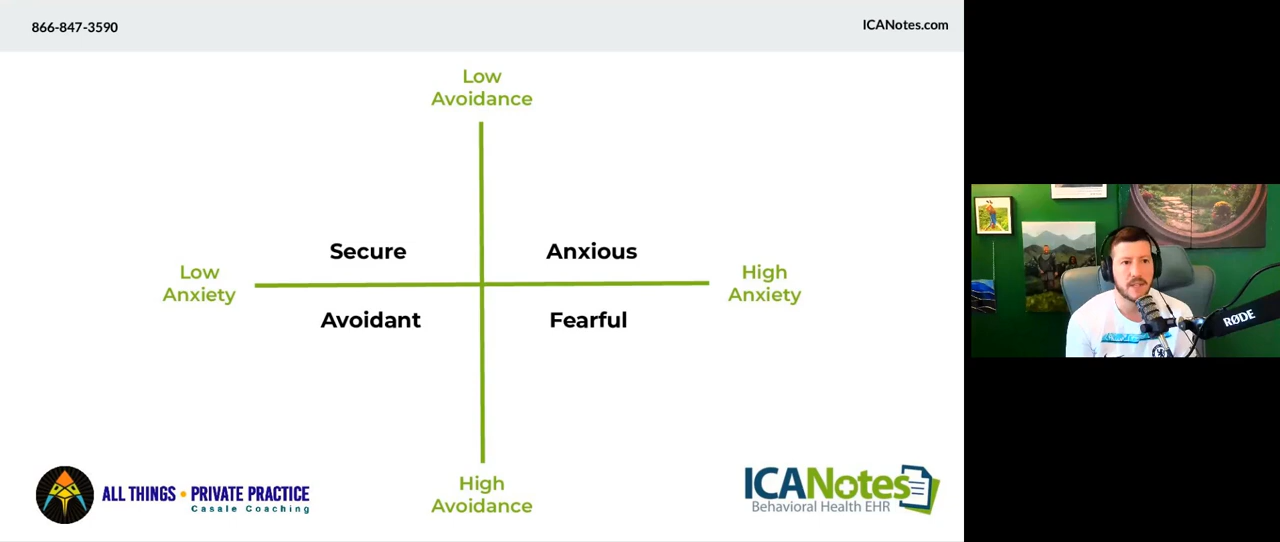 866-847-3590
ICANotes.com
Low
Avoidance
Secure
Anxious
Low
Anxiety
High
Anxiety
Avoidant
Fearful
High
Avoidance
ALL THINGS • PRIVATE PRACTICE
Casale Coaching
ICANotes
Behavioral Health EHR
RØDE